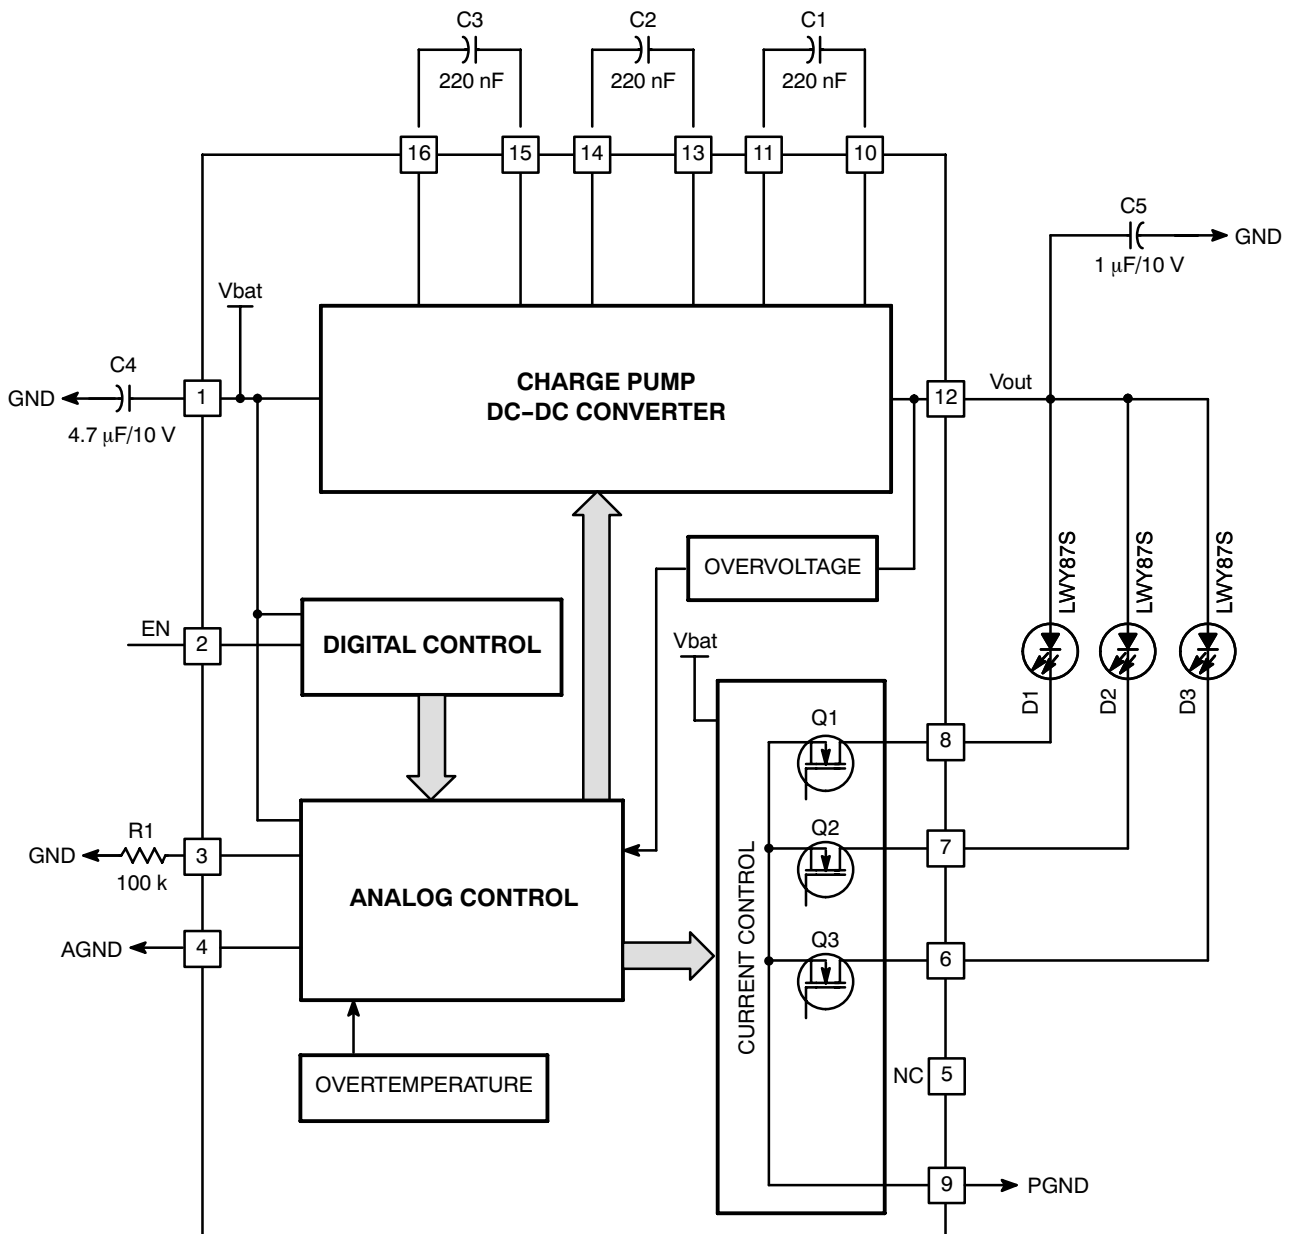 C3
C2
C1
220 nF
220 nF
220 nF
16
15
14
13
11
10
C5
GND
1 μF/10 V
Vbat
C4
GND
1
4.7 μF/10 V
CHARGE PUMP
DC-DC CONVERTER
12
Vout
OVERVOLTAGE
LWY87S
LWY87S
LWY87S
EN
2
DIGITAL CONTROL
Vbat
D1
D2
D3
Q1
8
R1
GND
3
100 k
Q2
7
ANALOG CONTROL
AGND
4
Q3
6
CURRENT CONTROL
OVERTEMPERATURE
NC
5
9
PGND